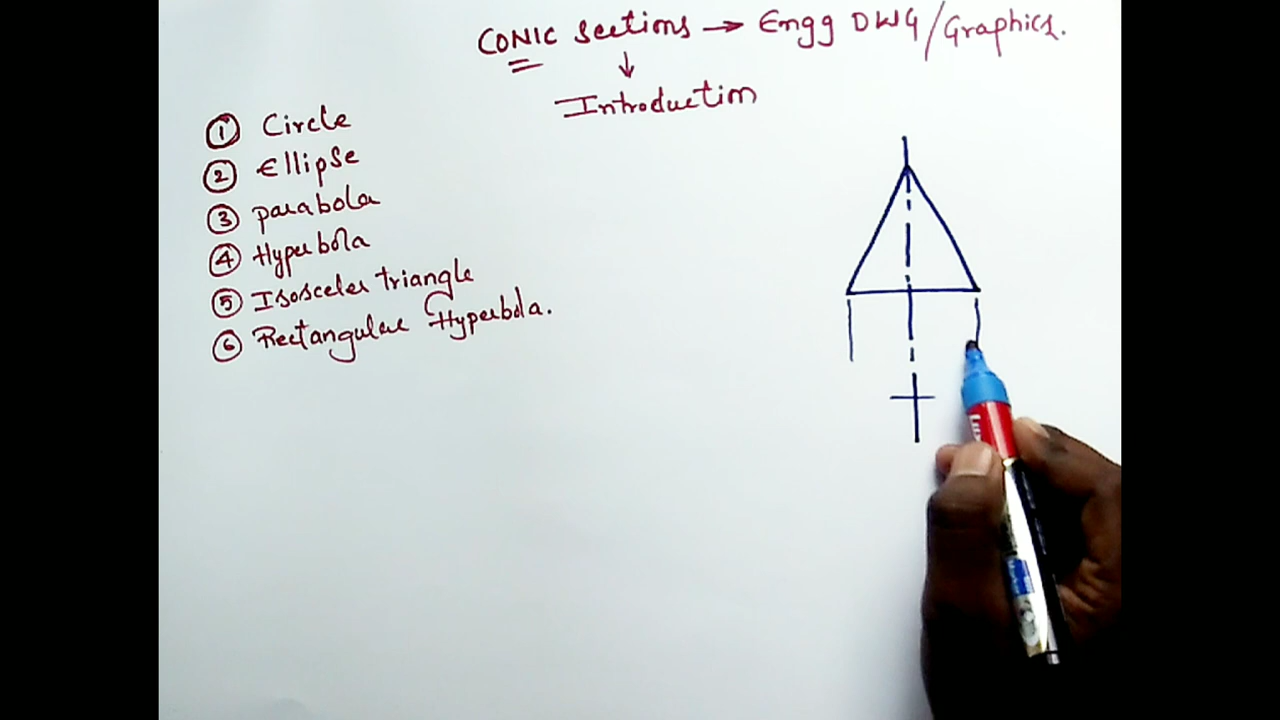 CONIC Sections → Engg DWG/Graphics.
↓
Introduction
① Circle
② Ellipse
③ parabola
④ Hyperbola
⑤ Isosceles triangle
⑥ Rectangular Hyperbola.